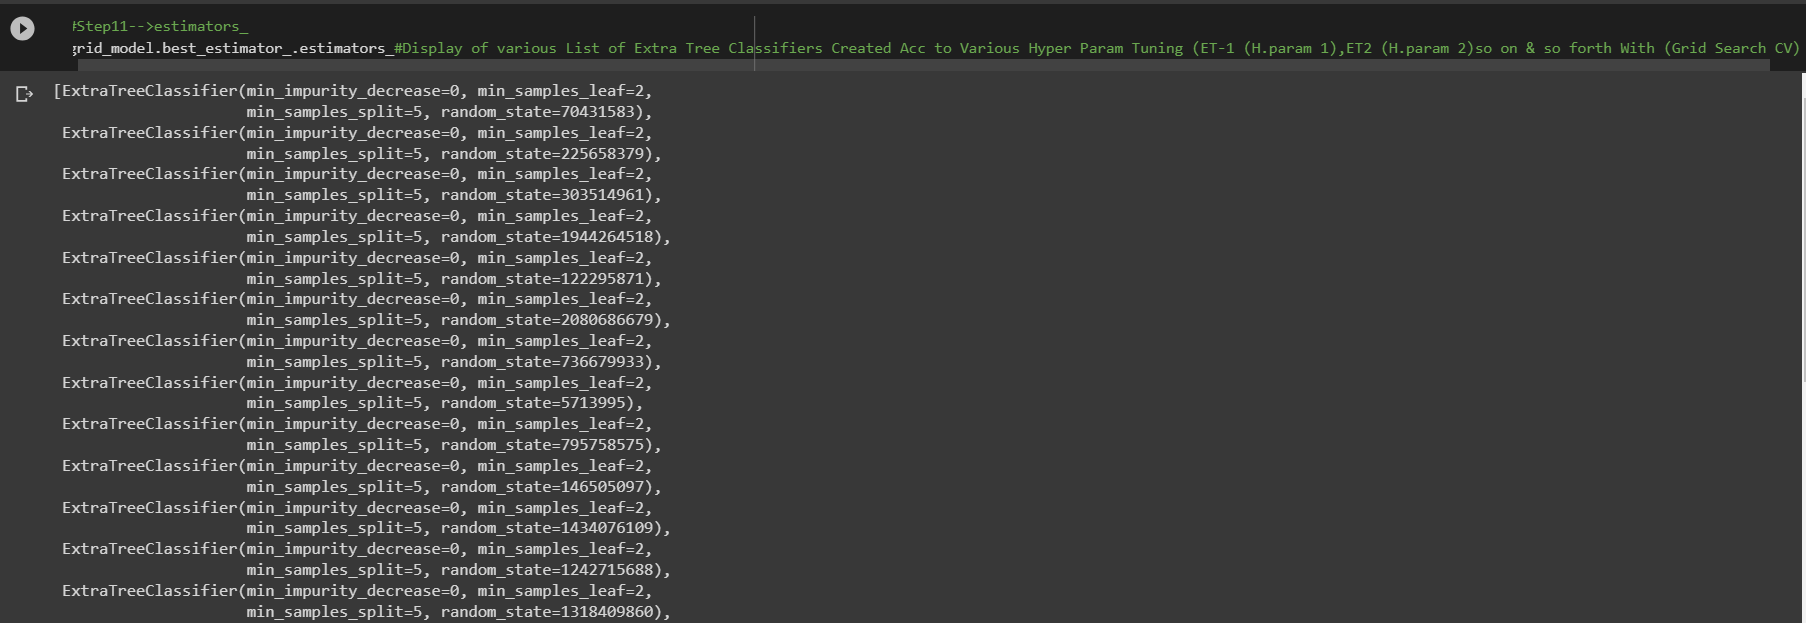 #Step11-->estimators_
grid_model.best_estimator_.estimators_#Display of various List of Extra Tree Classifiers Created Acc to Various Hyper Param Tuning (ET-1 (H.param 1),ET2 (H.param 2)so on & so forth With (Grid Search CV)
[ExtraTreeClassifier(min_impurity_decrease=0, min_samples_leaf=2,
min_samples_split=5, random_state=70431583),
ExtraTreeClassifier(min_impurity_decrease=0, min_samples_leaf=2,
min_samples_split=5, random_state=225658379),
ExtraTreeClassifier(min_impurity_decrease=0, min_samples_leaf=2,
min_samples_split=5, random_state=303514961),
ExtraTreeClassifier(min_impurity_decrease=0, min_samples_leaf=2,
min_samples_split=5, random_state=1944264518),
ExtraTreeClassifier(min_impurity_decrease=0, min_samples_leaf=2,
min_samples_split=5, random_state=122295871),
ExtraTreeClassifier(min_impurity_decrease=0, min_samples_leaf=2,
min_samples_split=5, random_state=2080686679),
ExtraTreeClassifier(min_impurity_decrease=0, min_samples_leaf=2,
min_samples_split=5, random_state=736679933),
ExtraTreeClassifier(min_impurity_decrease=0, min_samples_leaf=2,
min_samples_split=5, random_state=5713995),
ExtraTreeClassifier(min_impurity_decrease=0, min_samples_leaf=2,
min_samples_split=5, random_state=795758575),
ExtraTreeClassifier(min_impurity_decrease=0, min_samples_leaf=2,
min_samples_split=5, random_state=146505097),
ExtraTreeClassifier(min_impurity_decrease=0, min_samples_leaf=2,
min_samples_split=5, random_state=1434076109),
ExtraTreeClassifier(min_impurity_decrease=0, min_samples_leaf=2,
min_samples_split=5, random_state=1242715688),
ExtraTreeClassifier(min_impurity_decrease=0, min_samples_leaf=2,
min_samples_split=5, random_state=1318409860),